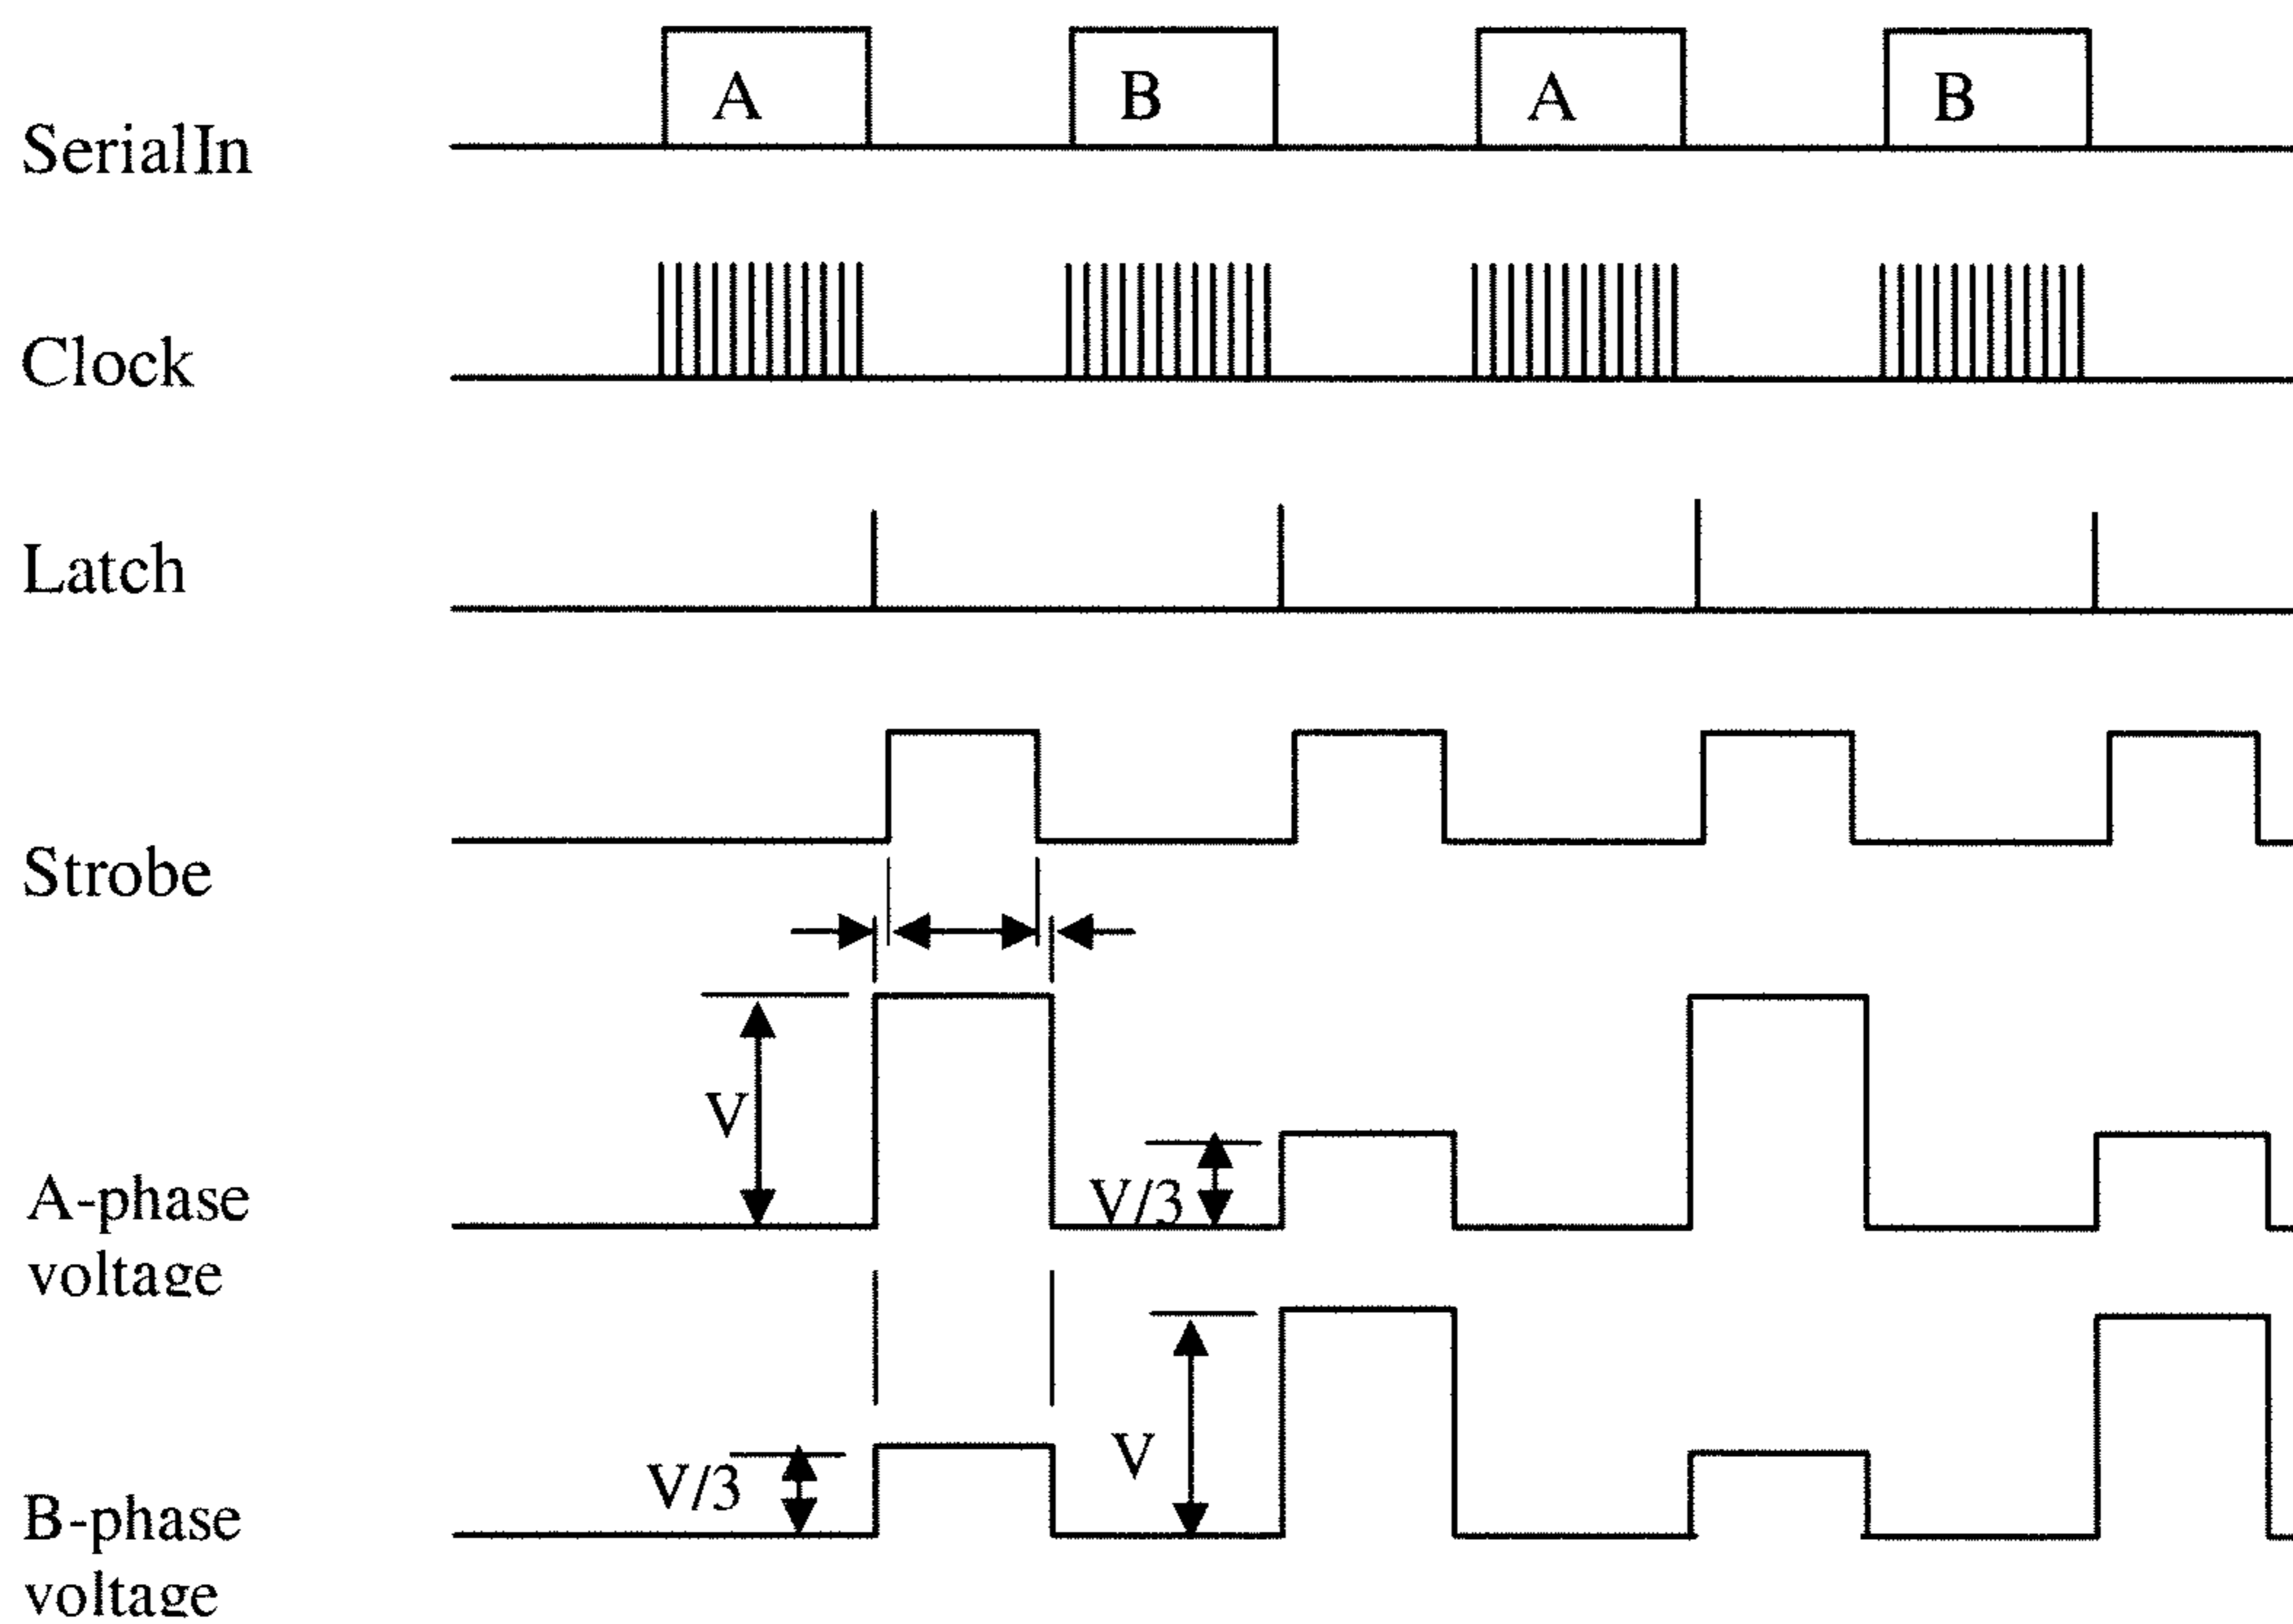 A B A B
SerialIn
Clock
Latch
Strobe
V
V/3
A-phase
voltage
V
V/3
B-phase
voltage